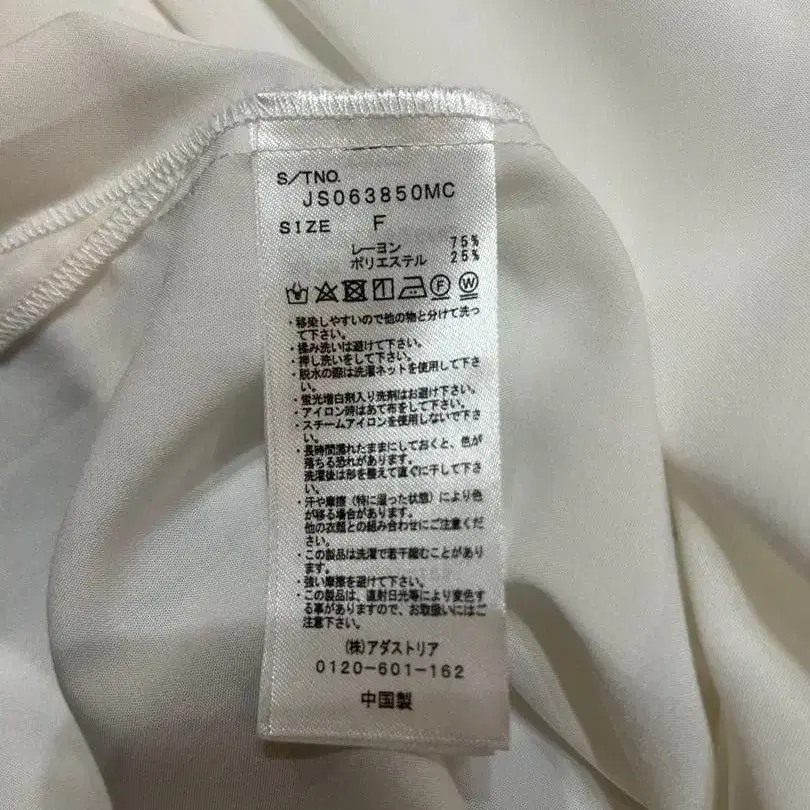 S/TNO.
JS063850MC
SIZE F
レーヨン 75%
ポリエステル 25%
・移染しやすいので他の物と分けて洗っ
て下さい。
・揉み洗いは避けて下さい。
・押し洗いをして下さい。
・脱水の際は洗濯ネットを使用して下さ
い。
・蛍光増白剤入り洗剤はお避け下さい。
・アイロン時はあて布をして下さい。
・スチームアイロンを使用しないで下さ
い。
・長時間濡れたままにしておくと、色が
落ちる恐れがあります。
洗濯後は形を整えて直ぐに干して下さ
い。
・汗や摩擦（特に湿った状態）により色
が移る場合があります。
他の衣類との組み合わせにご注意くだ
さい。
・この製品は洗濯で若干縮むことがあり
ます。
・強い摩擦を避けて下さい。
・この製品は、直射日光等により変色す
る事がありますので、お取扱いにはご
注意下さい。
(株)アダストリア
0120-601-162
中国製